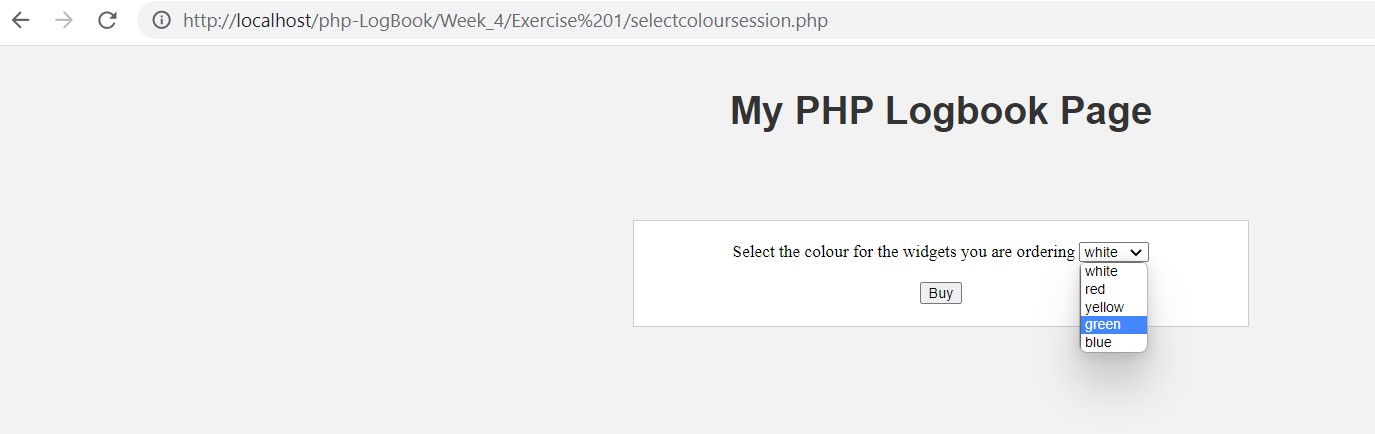 http://localhost/php-LogBook/Week_4/Exercise%201/selectcoloursession.php
My PHP Logbook Page
Select the colour for the widgets you are ordering white
white
red
Buy
yellow
green
blue